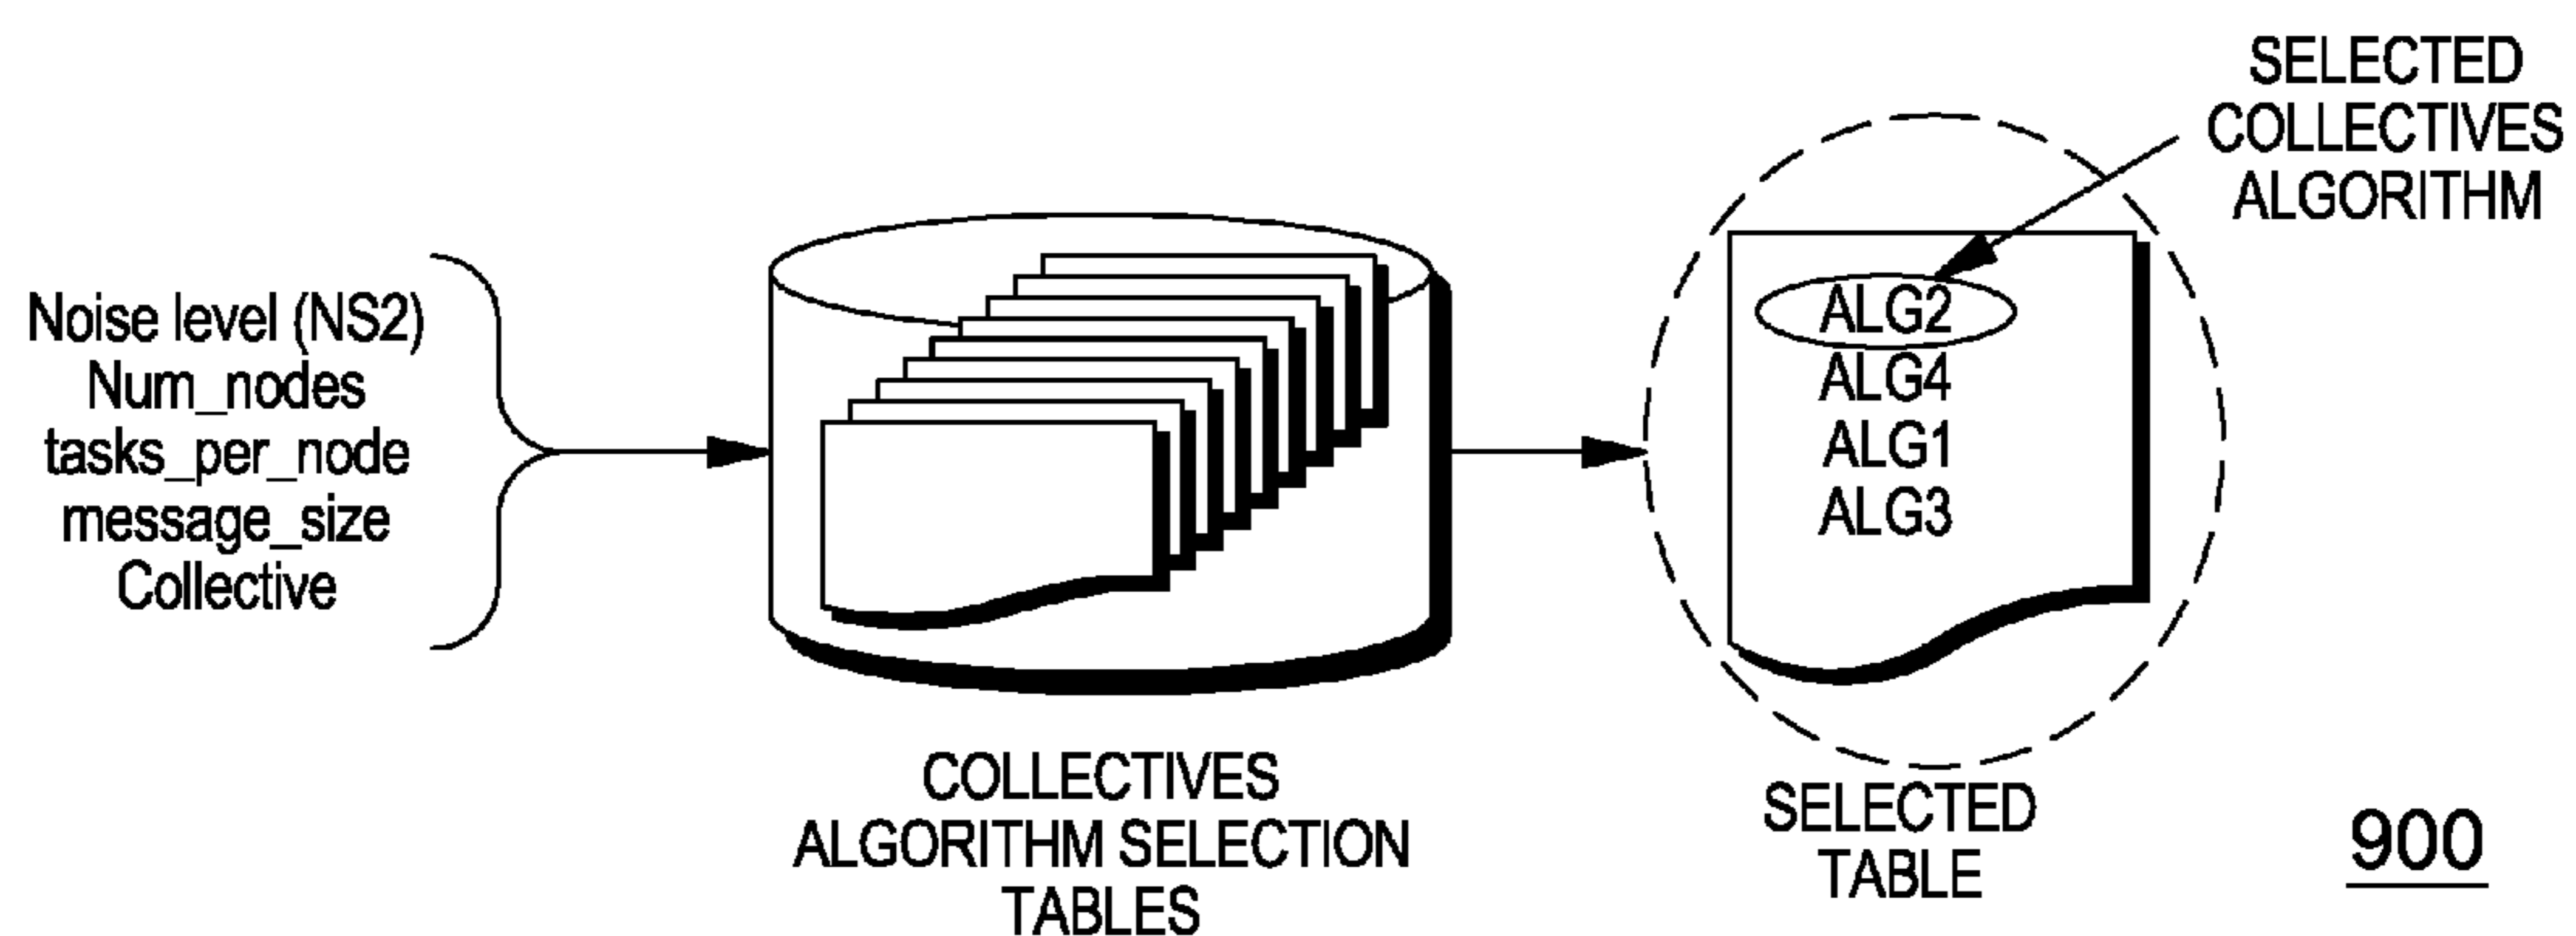 Noise level (NS2)
Num_nodes
tasks_per_node
message_size
Collective
COLLECTIVES
ALGORITHM SELECTION
TABLES
SELECTED
COLLECTIVES
ALGORITHM
ALG2
ALG4
ALG1
ALG3
SELECTED
TABLE
900